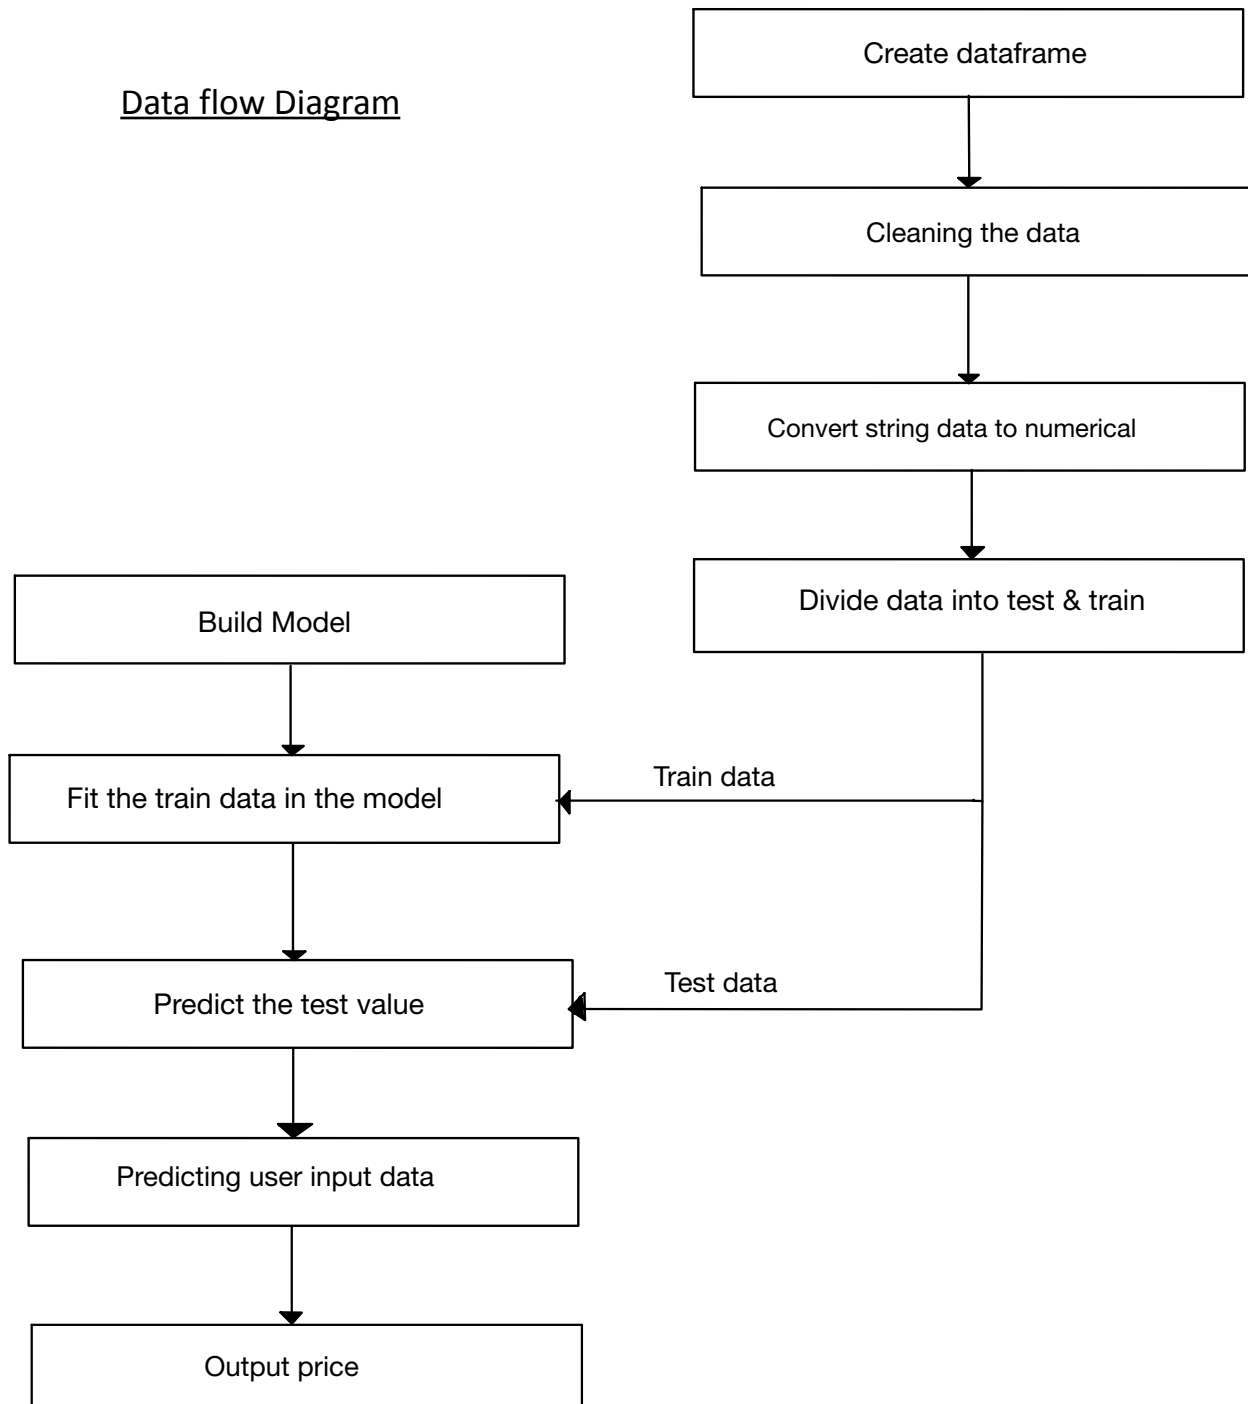 Data flow Diagram
Create dataframe
Cleaning the data
Convert string data to numerical
Divide data into test & train
Build Model
Train data
Fit the train data in the model
Test data
Predict the test value
Predicting user input data
Output price